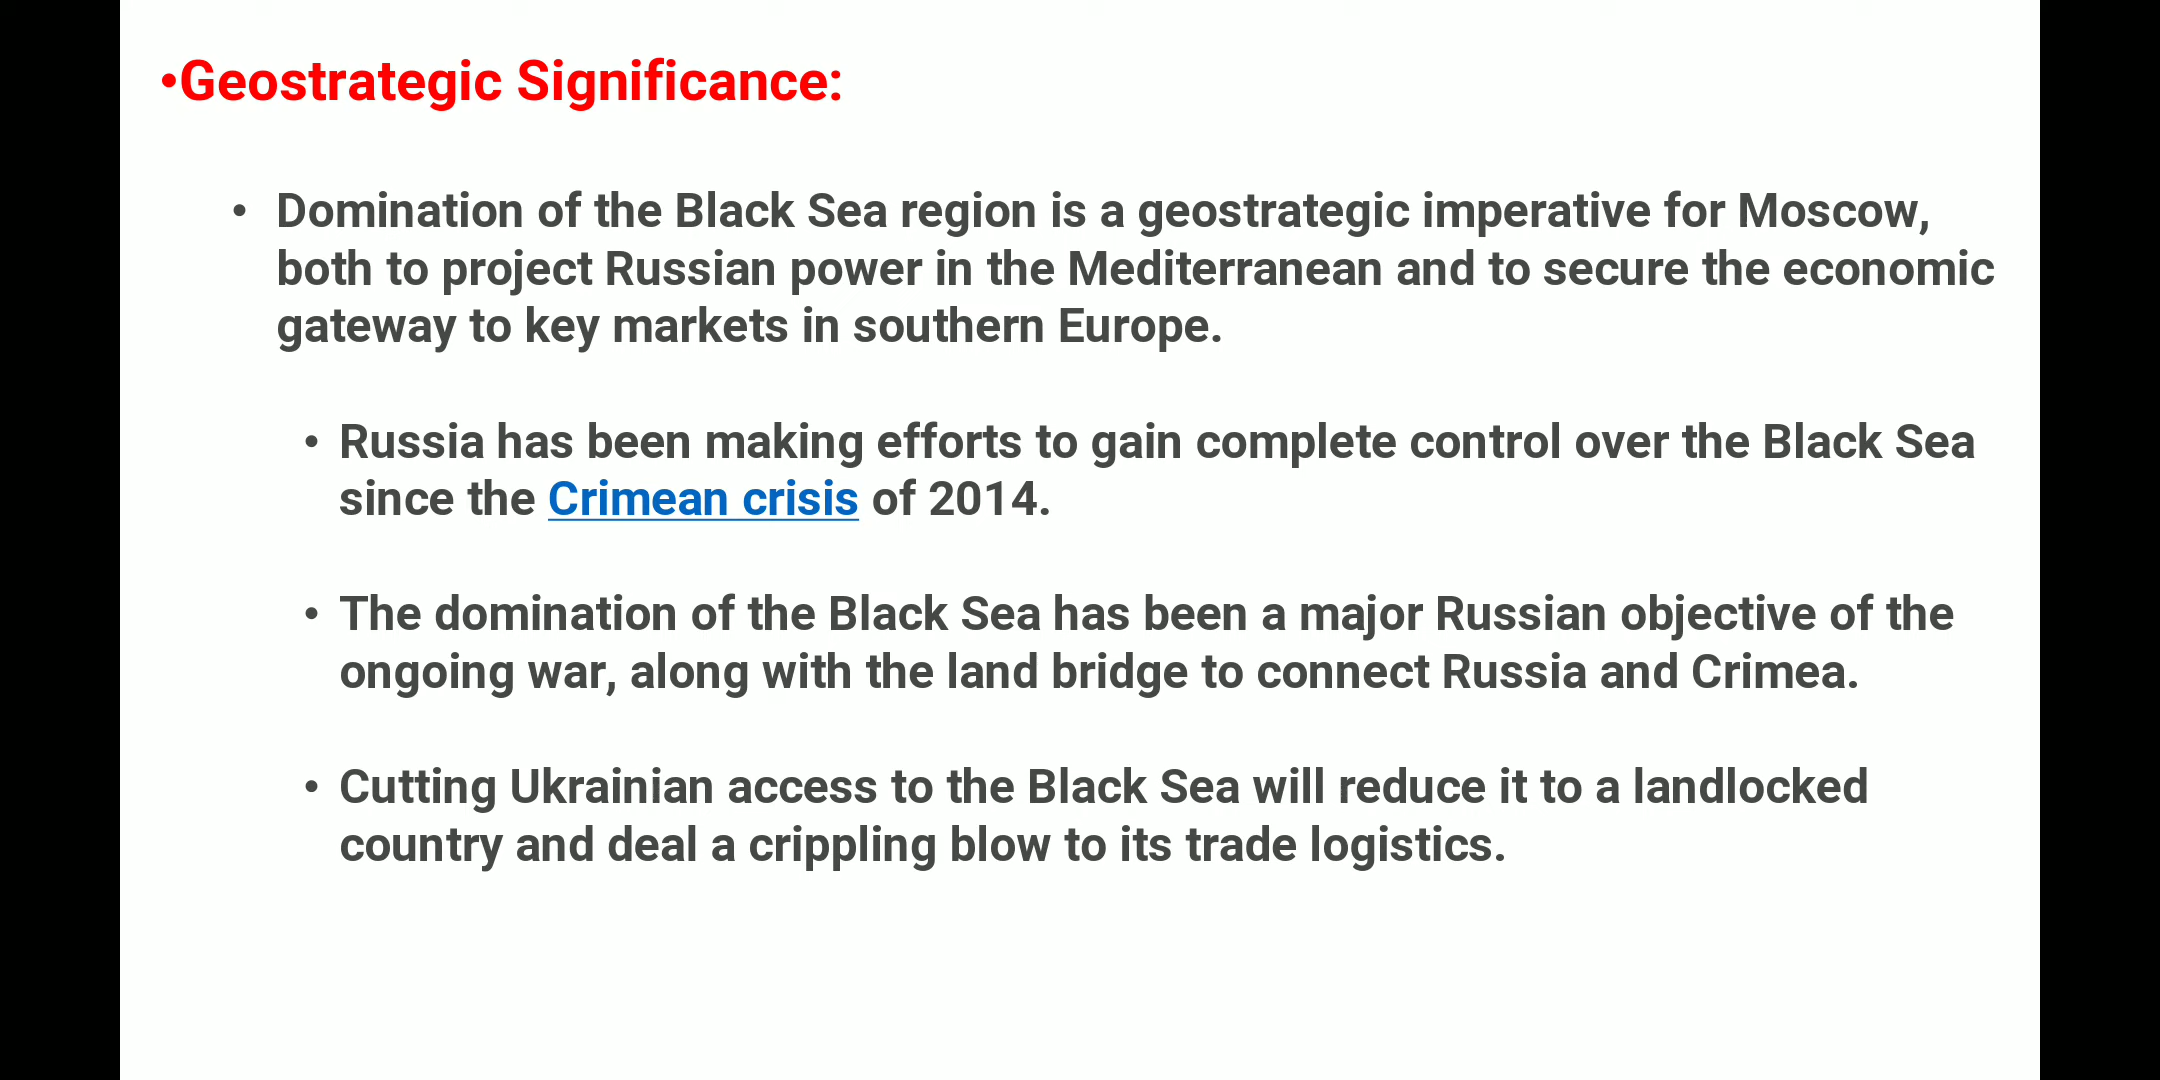 •Geostrategic Significance:
• Domination of the Black Sea region is a geostrategic imperative for Moscow,
both to project Russian power in the Mediterranean and to secure the economic
gateway to key markets in southern Europe.
• Russia has been making efforts to gain complete control over the Black Sea
since the Crimean crisis of 2014.
• The domination of the Black Sea has been a major Russian objective of the
ongoing war, along with the land bridge to connect Russia and Crimea.
• Cutting Ukrainian access to the Black Sea will reduce it to a landlocked
country and deal a crippling blow to its trade logistics.